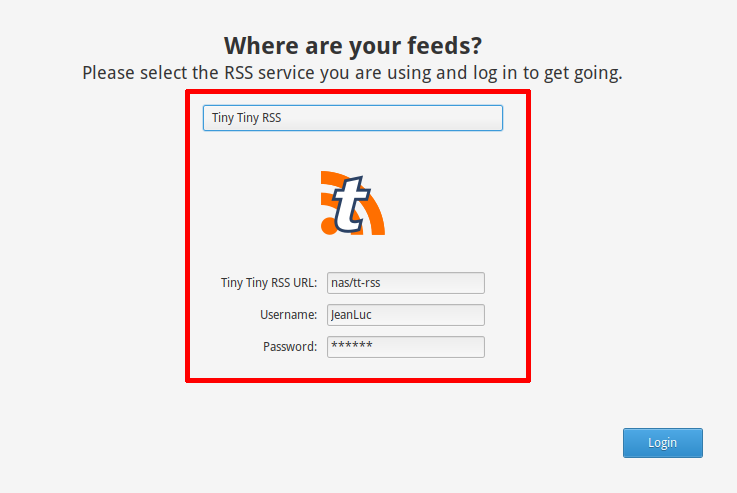 Where are your feeds?
Please select the RSS service you are using and log in to get going.
Tiny Tiny RSS
t
Tiny Tiny RSS URL: nas/tt-rss
Username: JeanLuc
Password: ******
Login